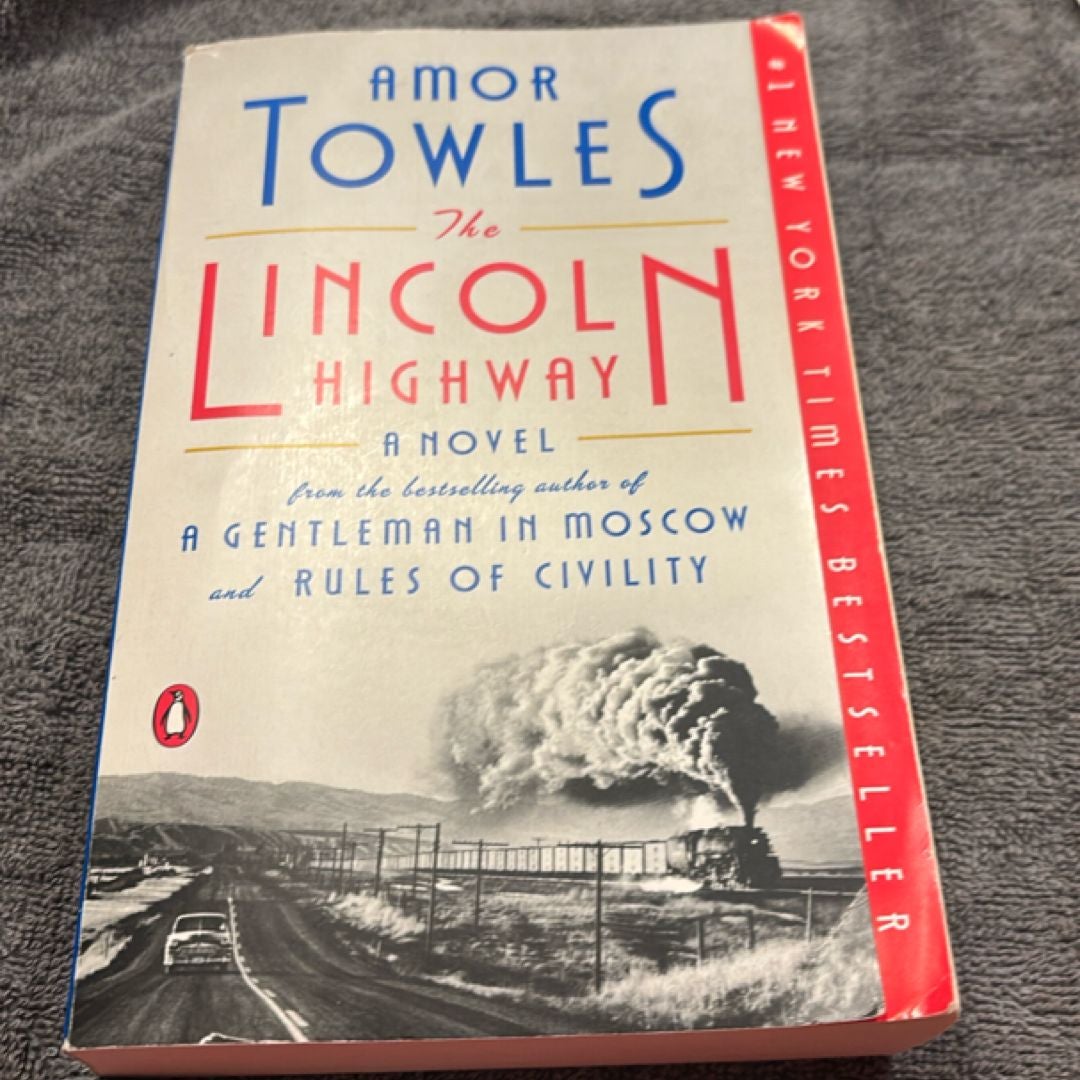 AMOR
TOWLES
The
LINCOLN
HIGHWAY
A NOVEL
from the bestselling author of
A GENTLEMAN IN MOSCOW
and RULES OF CIVILITY
#1 NEW YORK TIMES BESTSELLER